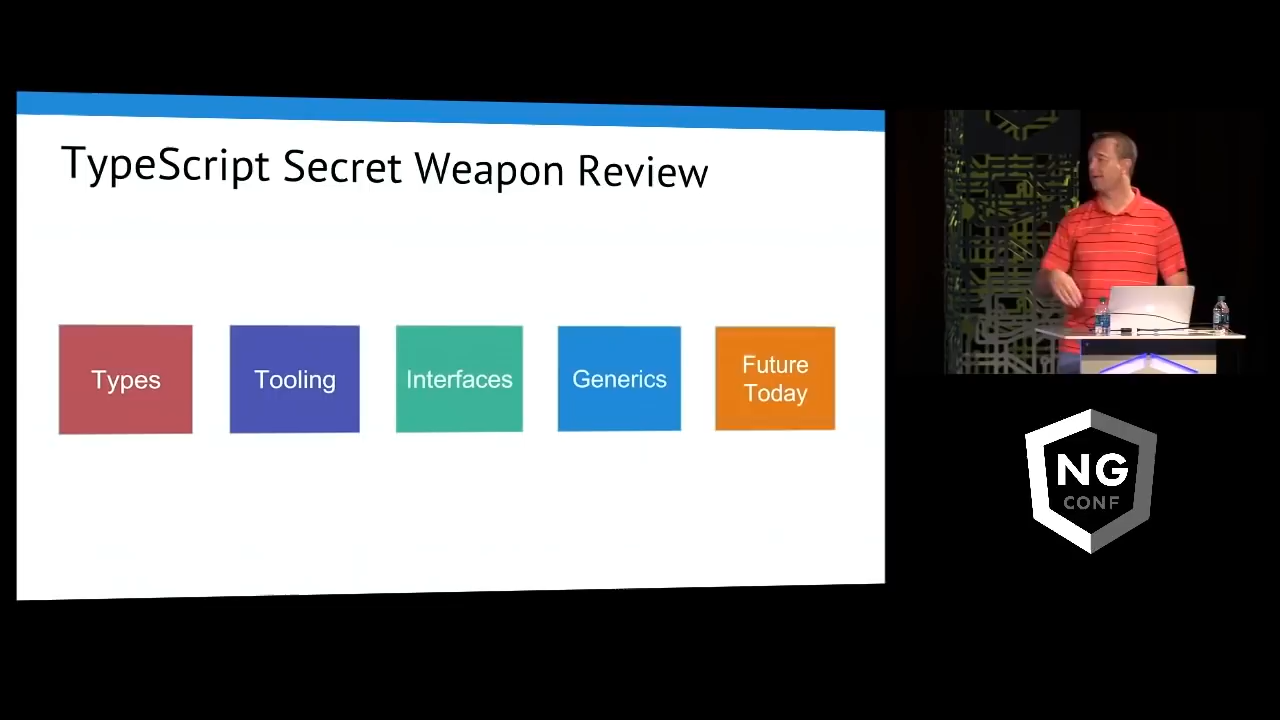 TypeScript Secret Weapon Review
Types
Tooling
Interfaces
Generics
Future
Today
NG
CONF